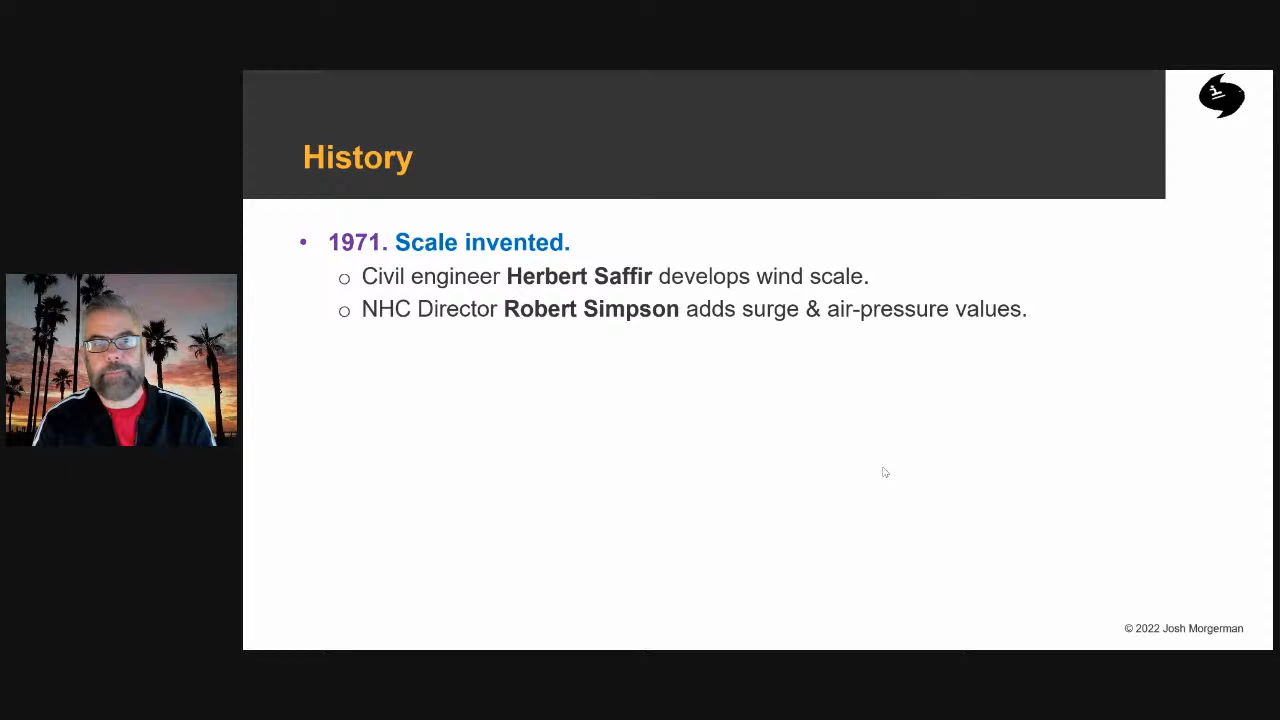 History
• 1971. Scale invented.
o Civil engineer Herbert Saffir develops wind scale.
o NHC Director Robert Simpson adds surge & air-pressure values.
© 2022 Josh Morgerman